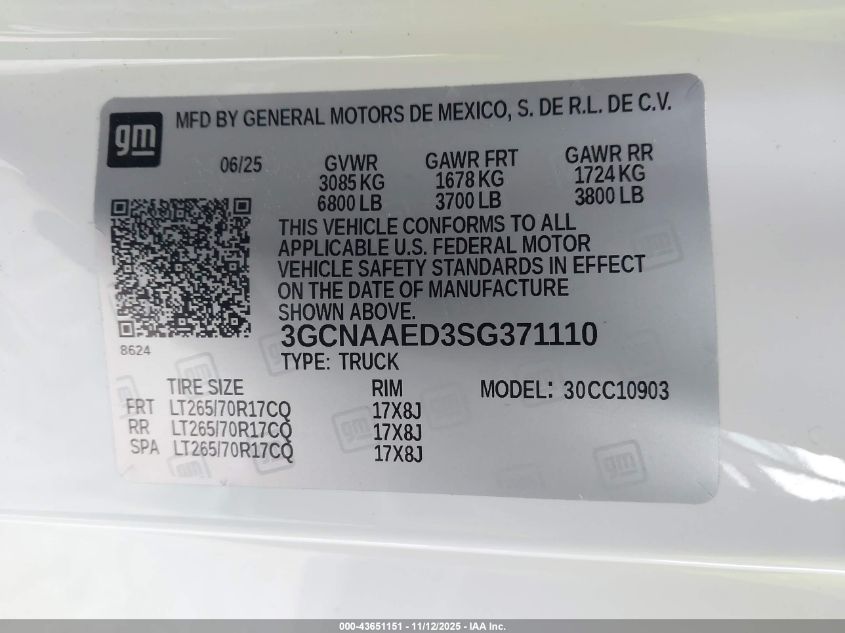 gm
MFD BY GENERAL MOTORS DE MEXICO, S. DE R.L. DE C.V.
06/25 GVWR GAWR FRT GAWR RR
3085 KG 1678 KG 1724 KG
6800 LB 3700 LB 3800 LB
THIS VEHICLE CONFORMS TO ALL
APPLICABLE U.S. FEDERAL MOTOR
VEHICLE SAFETY STANDARDS IN EFFECT
ON THE DATE OF MANUFACTURE
SHOWN ABOVE.
3GCNAAED3SG371110
8624
TYPE: TRUCK
TIRE SIZE RIM MODEL: 30CC10903
FRT LT265/70R17CQ 17X8J
RR LT265/70R17CQ 17X8J
SPA LT265/70R17CQ 17X8J
000-43651151 - 11/12/2025 - IAA Inc.